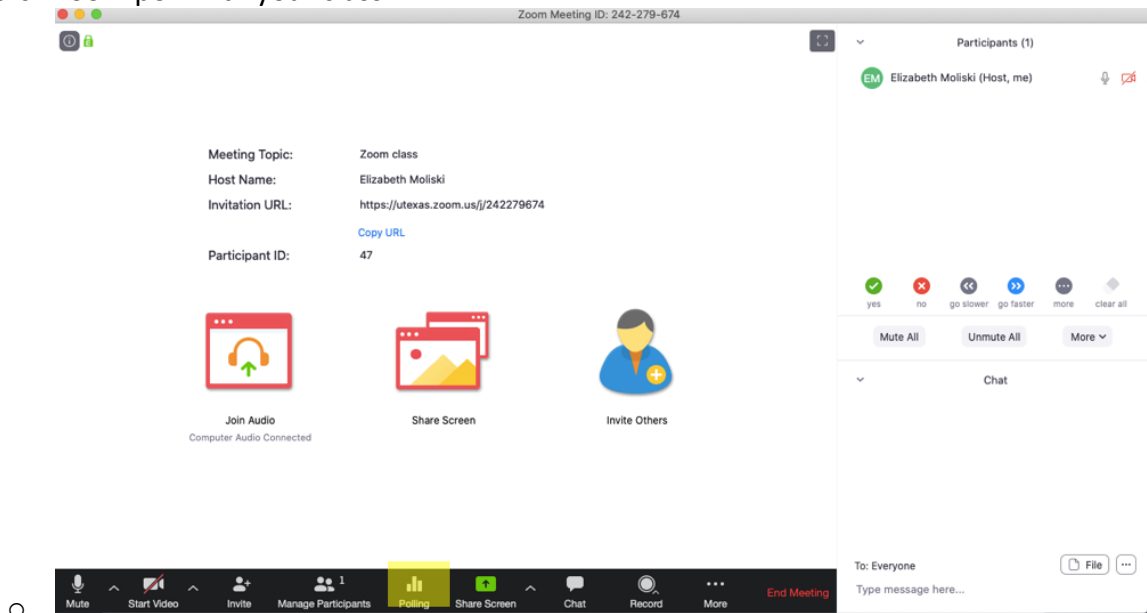 Zoom Meeting ID: 242-279-674
Participants (1)
EM Elizabeth Moliski (Host, me)
Meeting Topic: Zoom class
Host Name: Elizabeth Moliski
Invitation URL: https://utexas.zoom.us/j/242279674
Copy URL
Participant ID: 47
yes no go slower go faster more clear all
Mute All Unmute All More
Chat
Join Audio Share Screen Invite Others
Computer Audio Connected
To: Everyone File
Type message here...
1
Mute Start Video Invite Manage Participants Polling Share Screen Chat Record More End Meeting